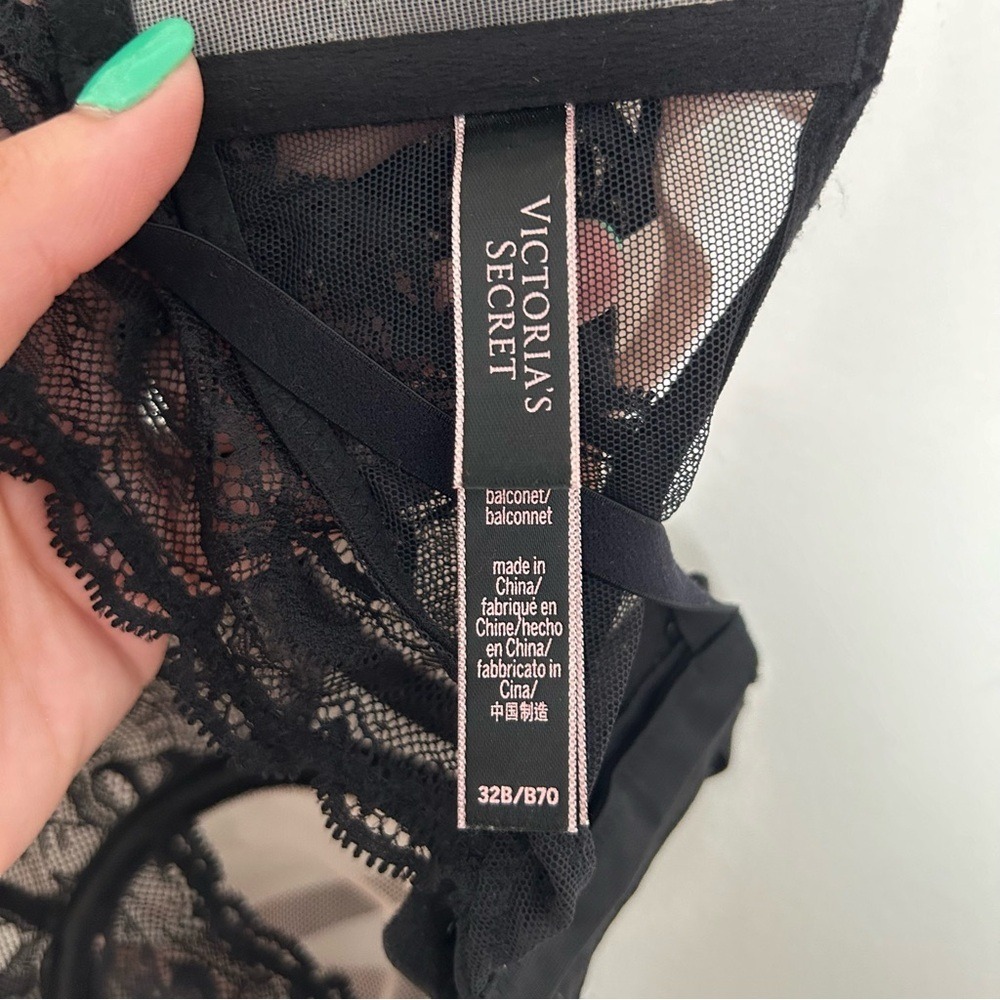 VICTORIA'S
SECRET
balconet/
balconnet
made in
China/
fabriqué en
Chine/hecho
en China/
fabbricato in
Cina/
中国制造
32B/B70